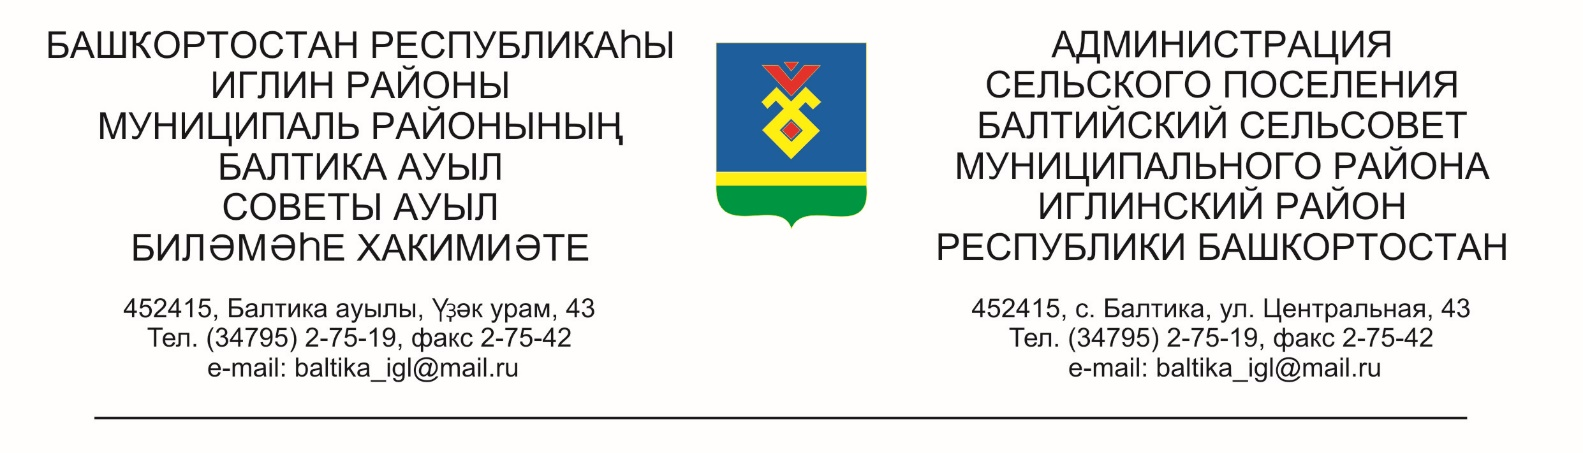 БАШҠОРТОСТАН РЕСПУБЛИКАҺЫ
ИГЛИН РАЙОНЫ
МУНИЦИПАЛЬ РАЙОНЫНЫҢ
БАЛТИКА АУЫЛ
СОВЕТЫ АУЫЛ
БИЛӘМӘҺЕ ХАКИМИӘТЕ
452415, Балтика ауылы, Үҙәк урам, 43
Тел. (34795) 2-75-19, факс 2-75-42
e-mail: baltika_igl@mail.ru
АДМИНИСТРАЦИЯ
СЕЛЬСКОГО ПОСЕЛЕНИЯ
БАЛТИЙСКИЙ СЕЛЬСОВЕТ
МУНИЦИПАЛЬНОГО РАЙОНА
ИГЛИНСКИЙ РАЙОН
РЕСПУБЛИКИ БАШКОРТОСТАН
452415, с. Балтика, ул. Центральная, 43
Тел. (34795) 2-75-19, факс 2-75-42
e-mail: baltika_igl@mail.ru